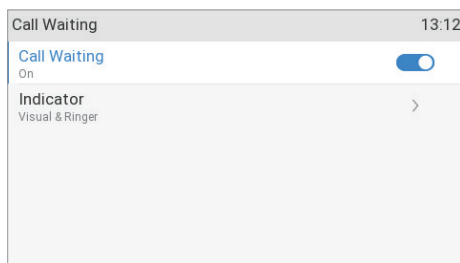 Call Waiting 13:12
Call Waiting
On
Indicator
Visual & Ringer